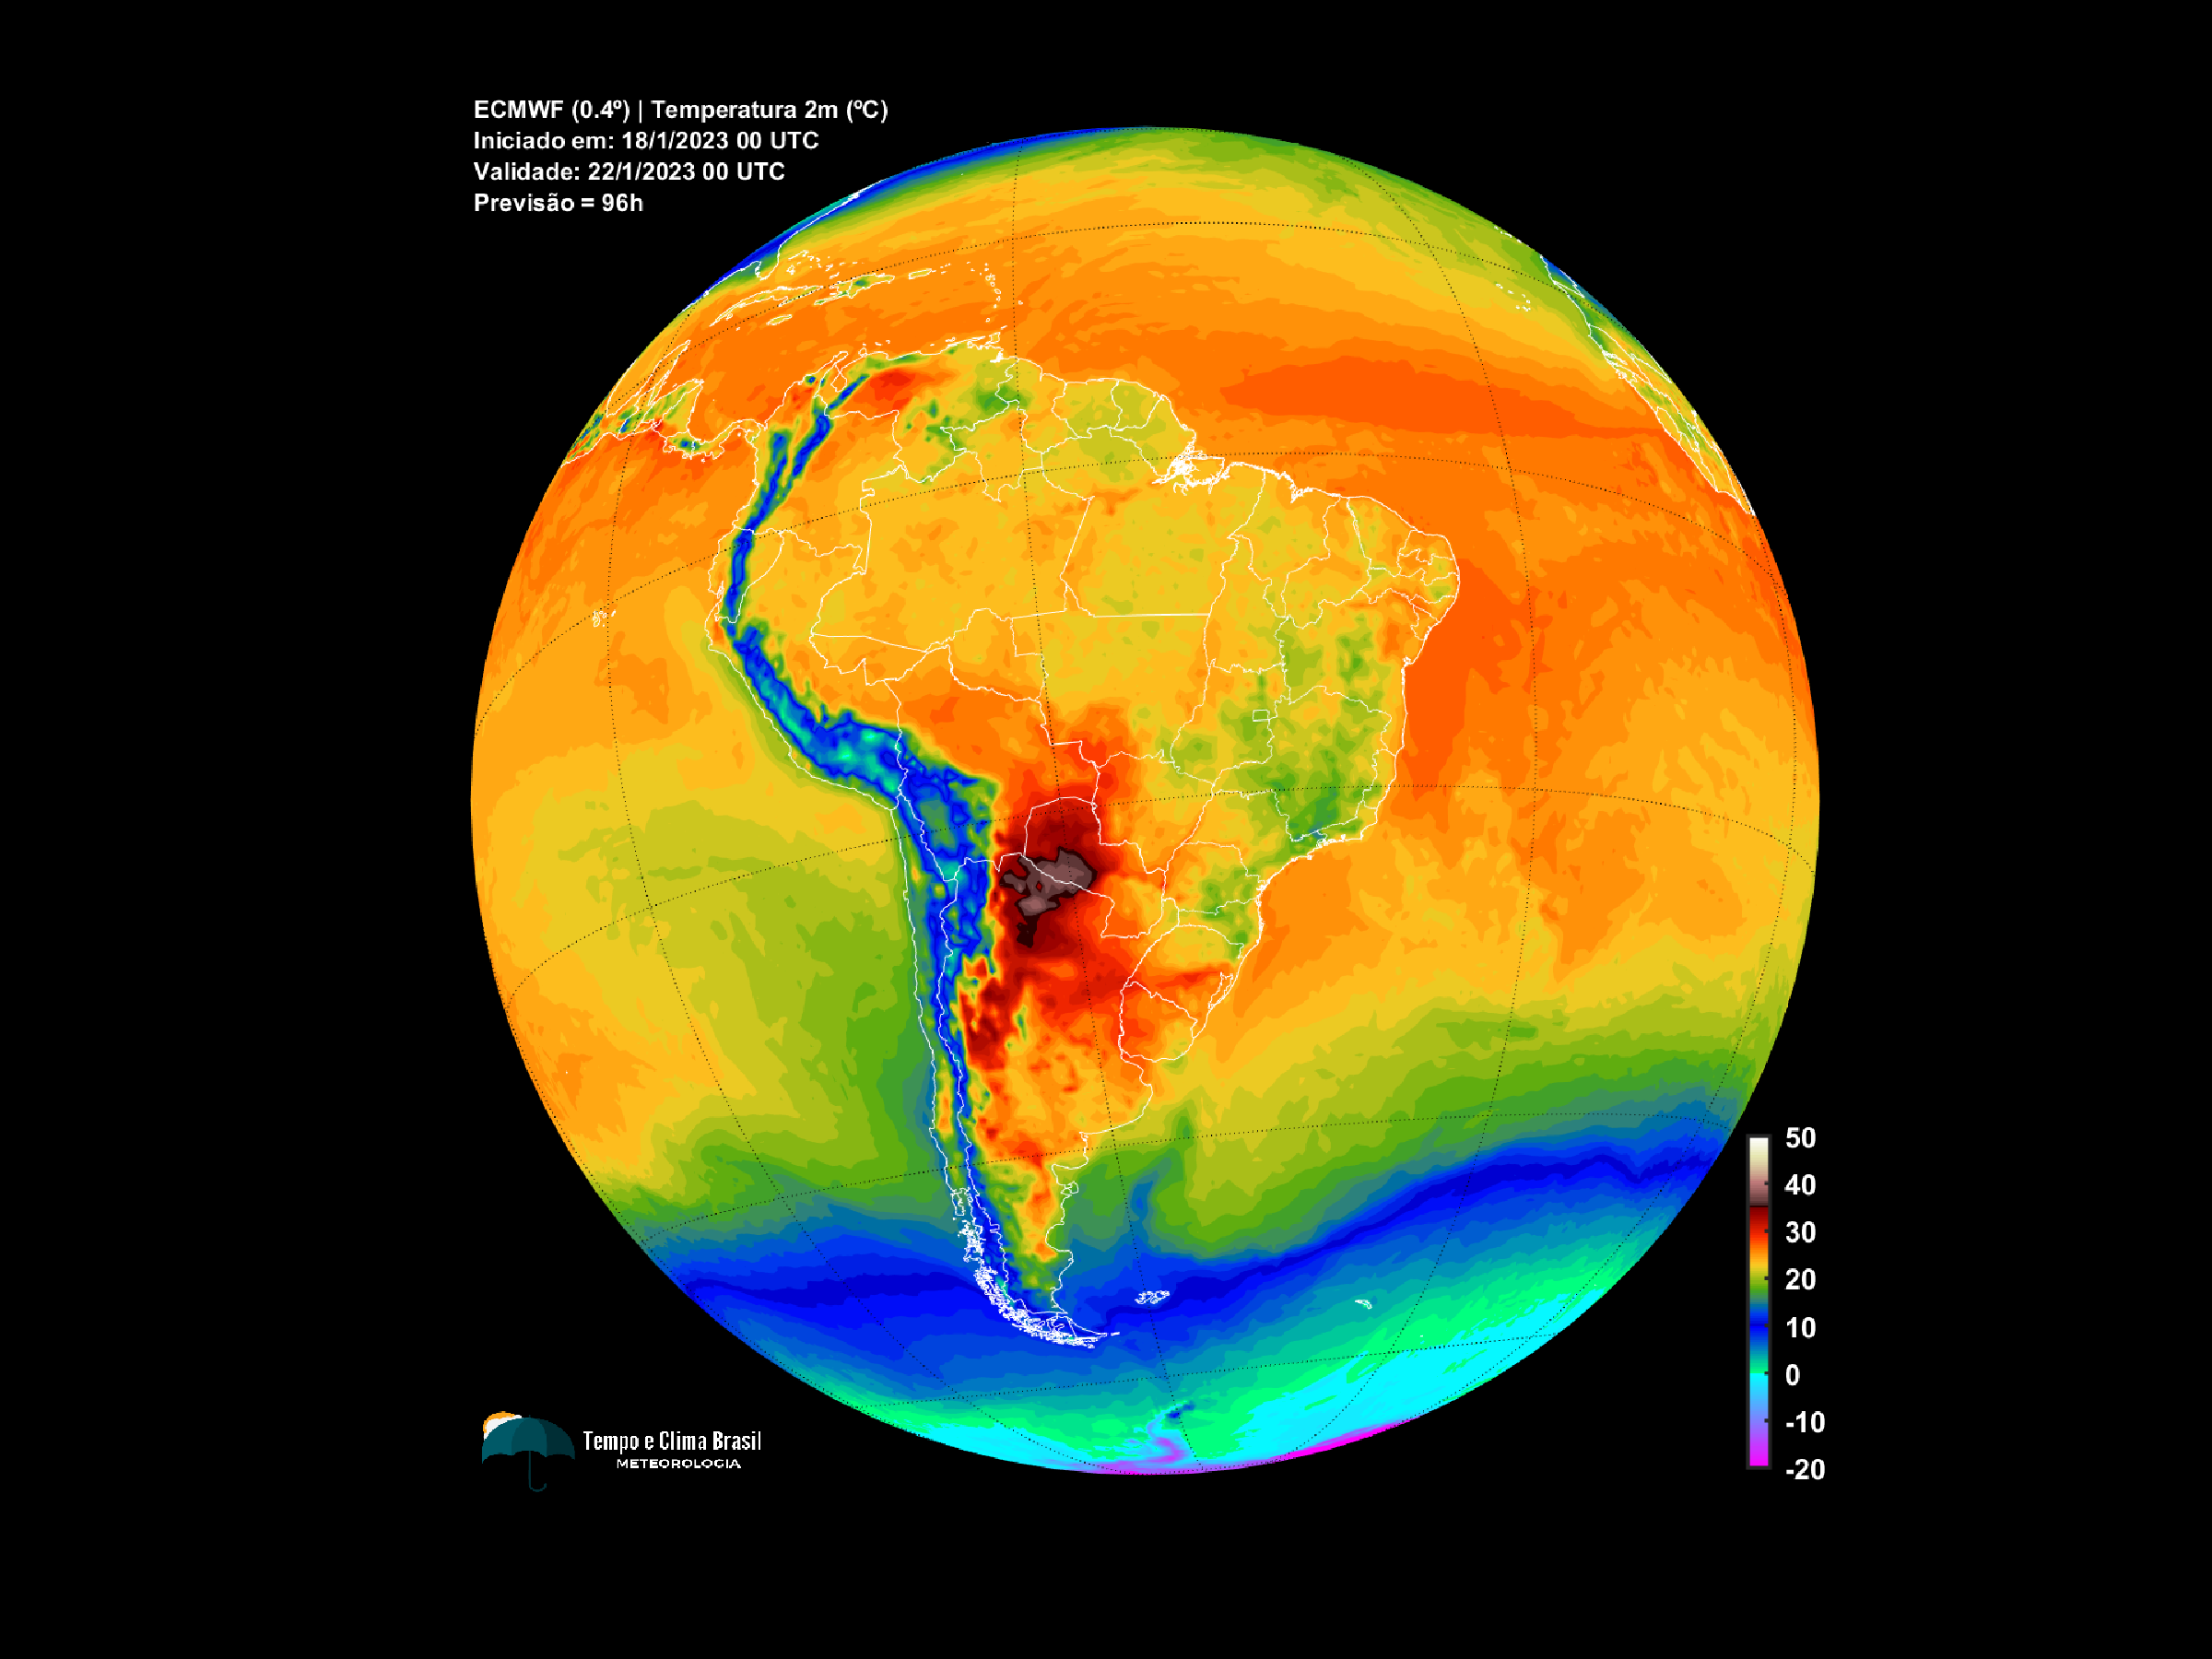 ECMWF (0.4º) | Temperatura 2m (ºC)
Iniciado em: 18/1/2023 00 UTC
Validade: 22/1/2023 00 UTC
Previsão = 96h
50
40
30
20
10
0
-10
-20
Tempo e Clima Brasil
METEOROLOGIA